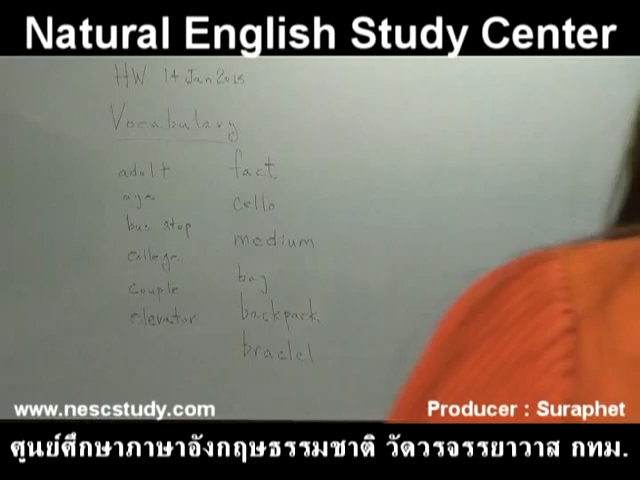 Natural English Study Center
HW 14 Jan 2013
Vocabulary
adult
age
bus stop
college
couple
elevator
fact
cello
medium
bag
backpack
bracelet
www.nescstudy.com
Producer : Suraphet
ศูนย์ศึกษาภาษาอังกฤษธรรมชาติ วัดวรจรรยาวาส กทม.